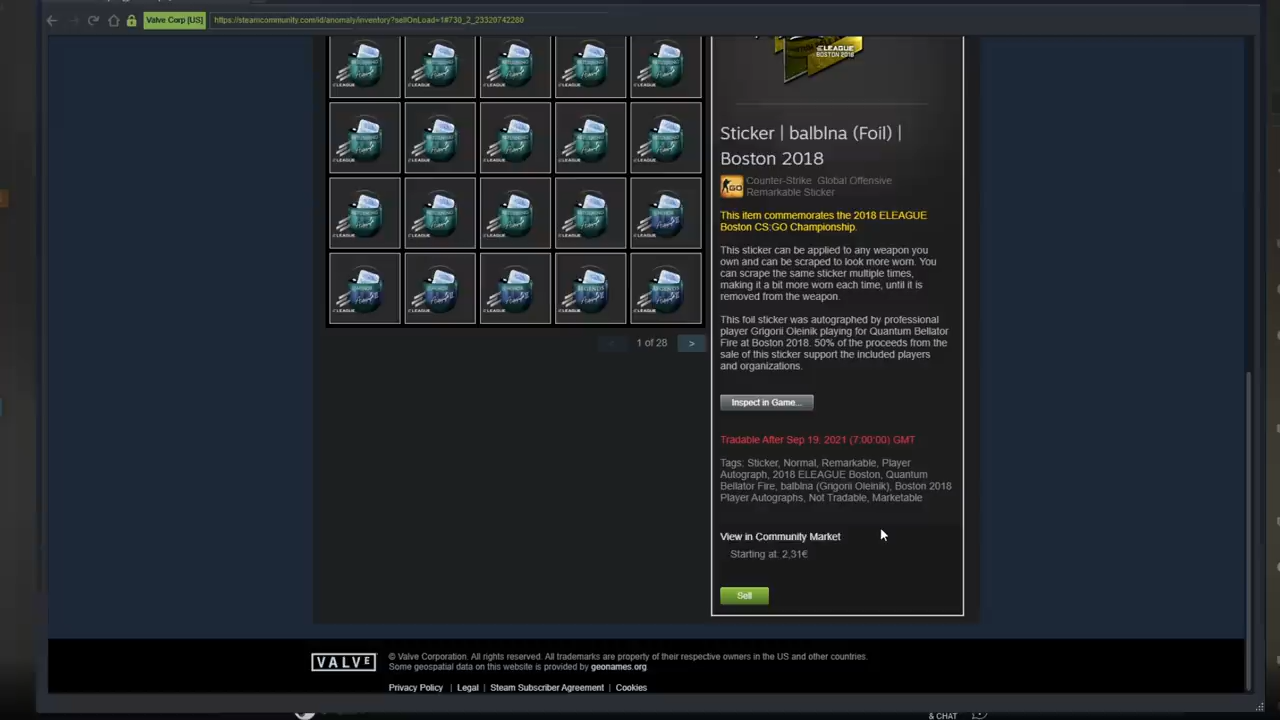 Valve Corp [US]
https://steamcommunity.com/id/anomaly/inventory?sellOnLoad=1#730_2_23320742260
ELEAGUE
BOSTON 2018
Sticker | balblna (Foil) |
Boston 2018
Counter-Strike: Global Offensive
Remarkable Sticker
This item commemorates the 2018 ELEAGUE
Boston CS:GO Championship.
This sticker can be applied to any weapon you
own and can be scraped to look more worn. You
can scrape the same sticker multiple times,
making it a bit more worn each time, until it is
removed from the weapon.
This foil sticker was autographed by professional
player Grigorii Oleinik playing for Quantum Bellator
Fire at Boston 2018. 50% of the proceeds from the
sale of this sticker support the included players
and organizations.
1 of 28
>
Inspect in Game...
Tradable After Sep 19, 2021 (7:00:00) GMT
Tags: Sticker, Normal, Remarkable, Player
Autograph, 2018 ELEAGUE Boston, Quantum
Bellator Fire, balblna (Grigorii Oleinik), Boston 2018
Player Autographs, Not Tradable, Marketable
View in Community Market
Starting at: 2,31€
Sell
VALVE
© Valve Corporation. All rights reserved. All trademarks are property of their respective owners in the US and other countries.
Some geospatial data on this website is provided by geonames.org.
Privacy Policy | Legal | Steam Subscriber Agreement | Cookies
& CHAT